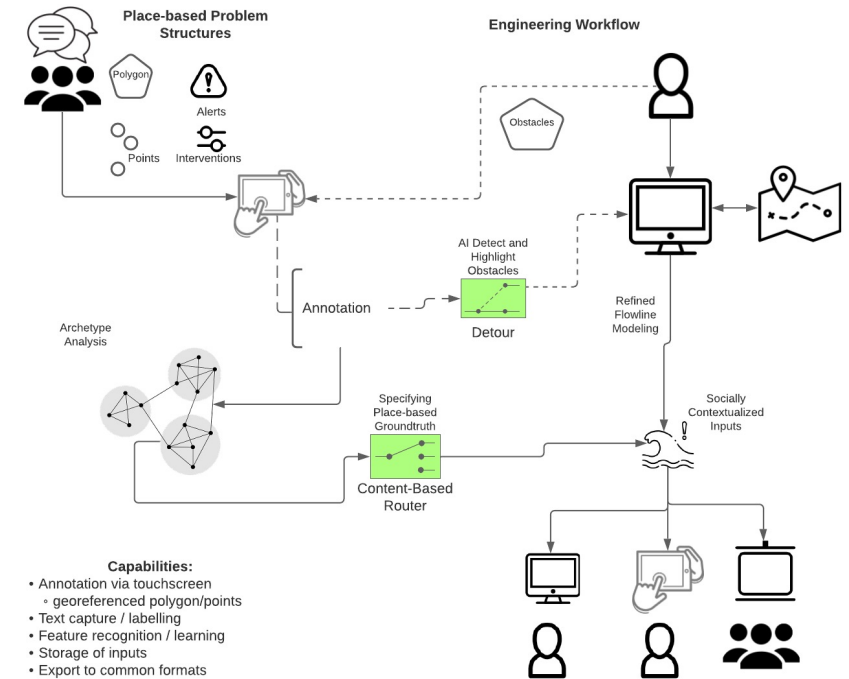 Place-based Problem
Structures
Engineering Workflow
Polygon
Alerts
Points
Interventions
Obstacles
AI Detect and
Highlight
Obstacles
Annotation
Detour
Refined
Flowline
Modeling
Archetype
Analysis
Specifying
Place-based
Groundtruth
Content-Based
Router
Socially
Contextualized
Inputs
Capabilities:
• Annotation via touchscreen
◦ georeferenced polygon/points
• Text capture / labelling
• Feature recognition / learning
• Storage of inputs
• Export to common formats